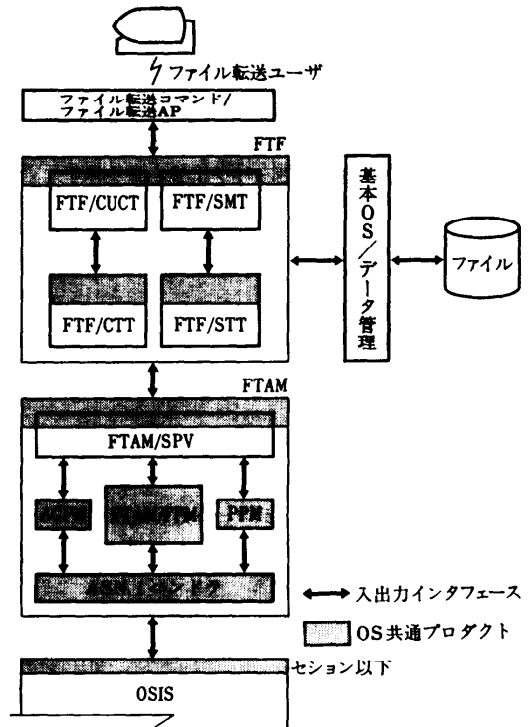 ファイル転送ユーザ
ファイル転送コマンド/
ファイル転送AP
FTF
FTF/CUCT
FTF/SMT
FTF/CTT
FTF/STT
基本OS/データ管理
ファイル
FTAM
FTAM/SPV
PPM
入出力インタフェース
OS共通プロダクト
セション以下
OSIS